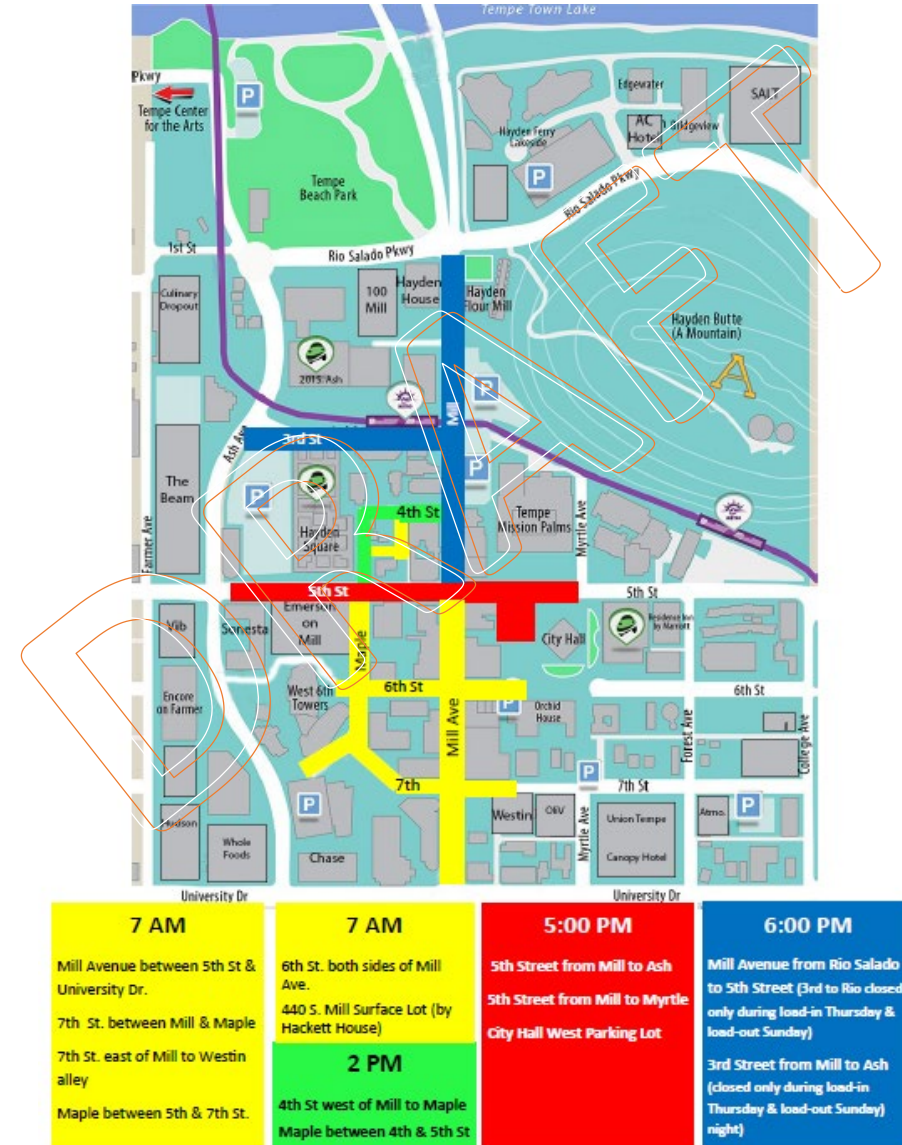 Tempe Town Lake
Pkwy
Tempe Center
for the Arts
P
Edgewater
SALT
AC
Hotel
Bridgeview
Hayden Ferry
Lakeside
P
Tempe
Beach Park
Rio Salado Pkwy
1st St
Rio Salado Pkwy
Culinary
Dropout
100
Mill
Hayden
House
Hayden
Flour Mill
Hayden Butte
(A Mountain)
A
2015. Ash
P
Mill
Ash Ave
3rd St
The
Beam
P
P
4th St
Tempe
Mission Palms
Myrtle Ave
Hayden
Square
Farmer Ave
5th St
5th St
Emerson
on
Mill
Vib
Sonesta
Maple
City Hall
Residence Inn
by Marriott
6th St
6th St
West 6th
Towers
Encore
on Farmer
P
Orchid
House
Mill Ave
Forest Ave
College Ave
7th
P
7th St
P
Westin
Union Tempe
Atmo.
P
Whole
Foods
Chase
Myrtle Ave
Canopy Hotel
University Dr
University Dr
DRAFT
7 AM
Mill Avenue between 5th St &
University Dr.
7th St. between Mill & Maple
7th St. east of Mill to Westin
alley
Maple between 5th & 7th St.
7 AM
6th St. both sides of Mill
Ave.
440 S. Mill Surface Lot (by
Hackett House)
2 PM
4th St west of Mill to Maple
Maple between 4th & 5th St
5:00 PM
5th Street from Mill to Ash
5th Street from Mill to Myrtle
City Hall West Parking Lot
6:00 PM
Mill Avenue from Rio Salado
to 5th Street (3rd to Rio closed
only during load-in Thursday &
load-out Sunday)
3rd Street from Mill to Ash
(closed only during load-in
Thursday & load-out Sunday)
night)